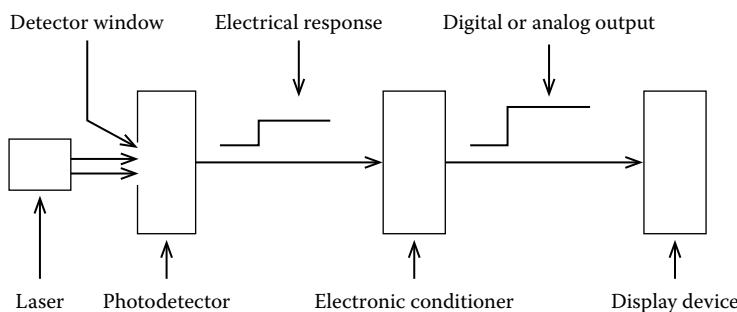 Detector window
Electrical response
Digital or analog output
Laser
Photodetector
Electronic conditioner
Display device